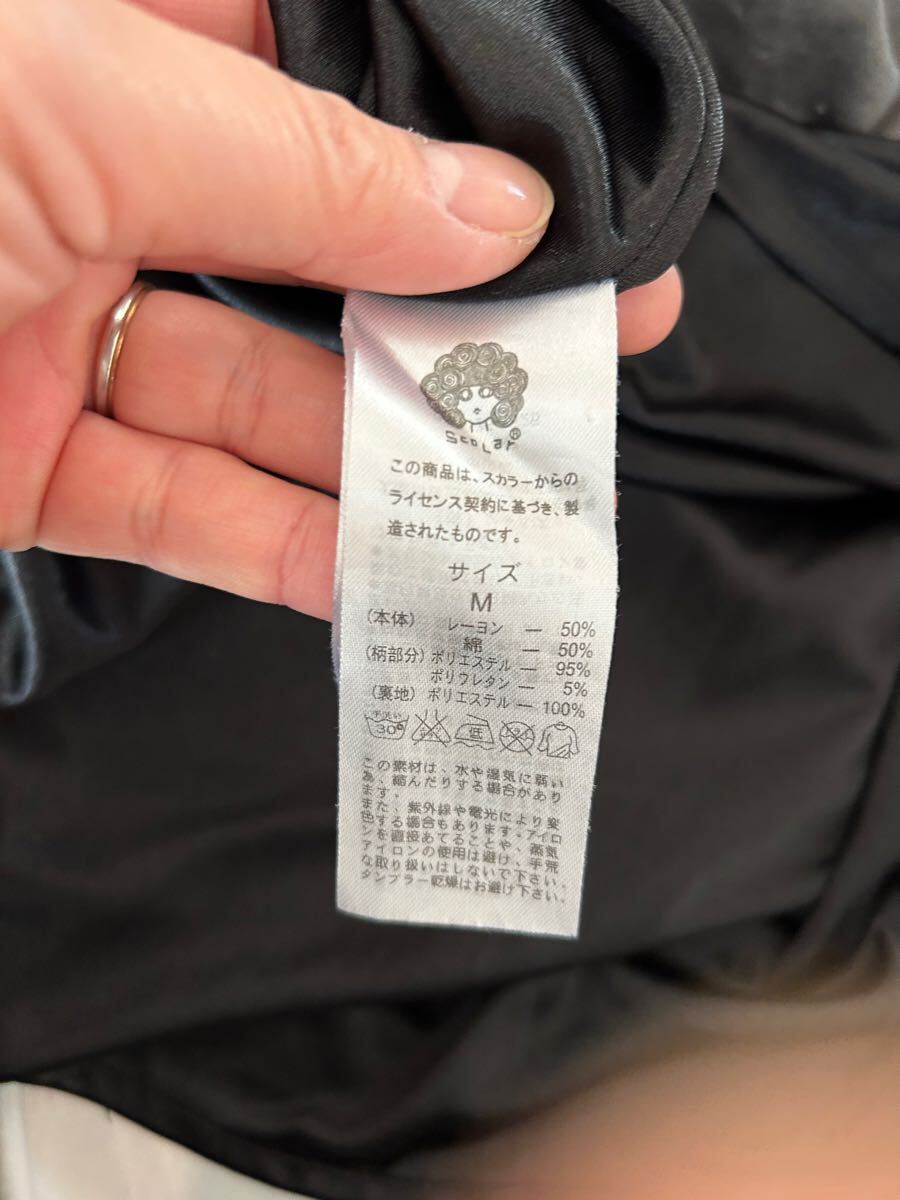 ScoLar®
この商品は、スカラーからの
ライセンス契約に基づき、製
造されたものです。
サイズ
M
(本体) レーヨン — 50%
綿 — 50%
(柄部分) ポリエステル — 95%
ポリウレタン — 5%
(裏地) ポリエステル — 100%
手洗い 30° 低
この素材は、水や湿気に弱い
為、縮んだりする場合があり
ます。
また、紫外線や電光により変
色する場合もあります。アイロ
ンを直接あてることや、蒸気
アイロンの使用は避け、手荒
な取り扱いはしないで下さい。
タンブラー乾燥はお避け下さい。